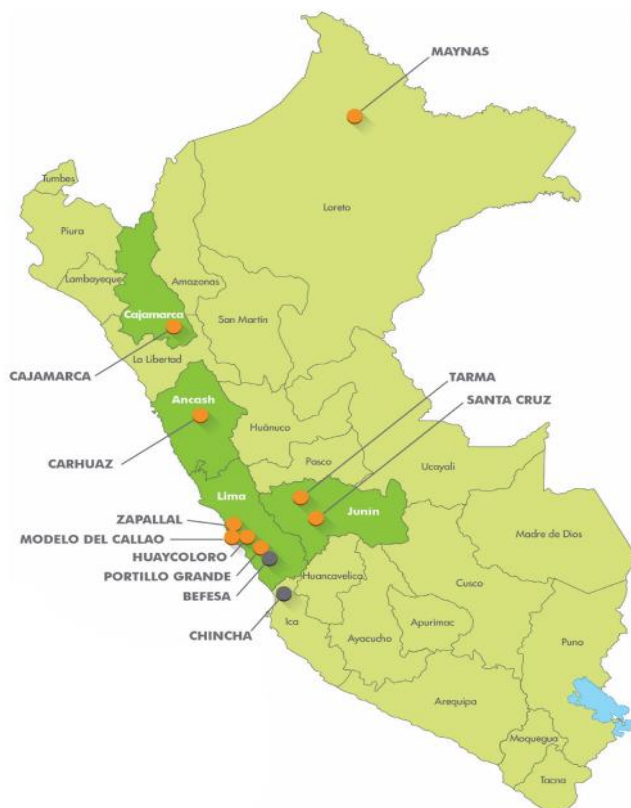 MAYNAS
Tumbes
Loreto
Piura
Lambayeque
Amazonas
Cajamarca
San Martín
La Libertad
CAJAMARCA
TARMA
Ancash
SANTA CRUZ
Huánuco
CARHUAZ
Pasco
Ucayali
Lima
Junín
ZAPALLAL
MODELO DEL CALLAO
Madre de Dios
HUAYCOLORO
PORTILLO GRANDE
Huancavelica
Cusco
BEFESA
CHINCHA
Ica
Apurimac
Ayacucho
Puno
Arequipa
Moquegua
Tacna